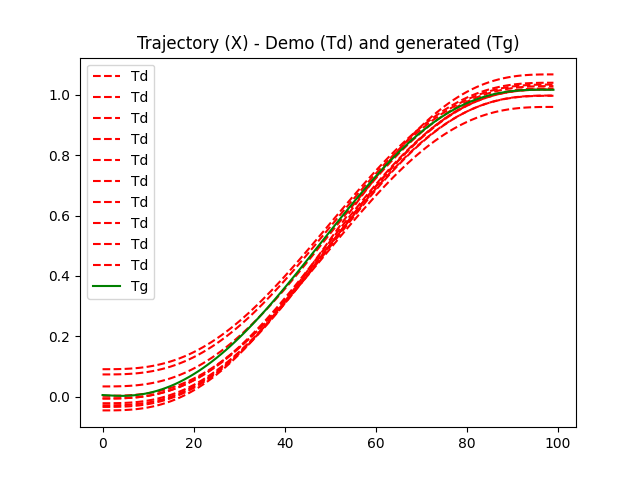 Trajectory (X) - Demo (Td) and generated (Tg)
Td
Td
Td
Td
Td
Td
Td
Td
Td
Td
Tg
1.0
0.8
0.6
0.4
0.2
0.0
0 20 40 60 80 100